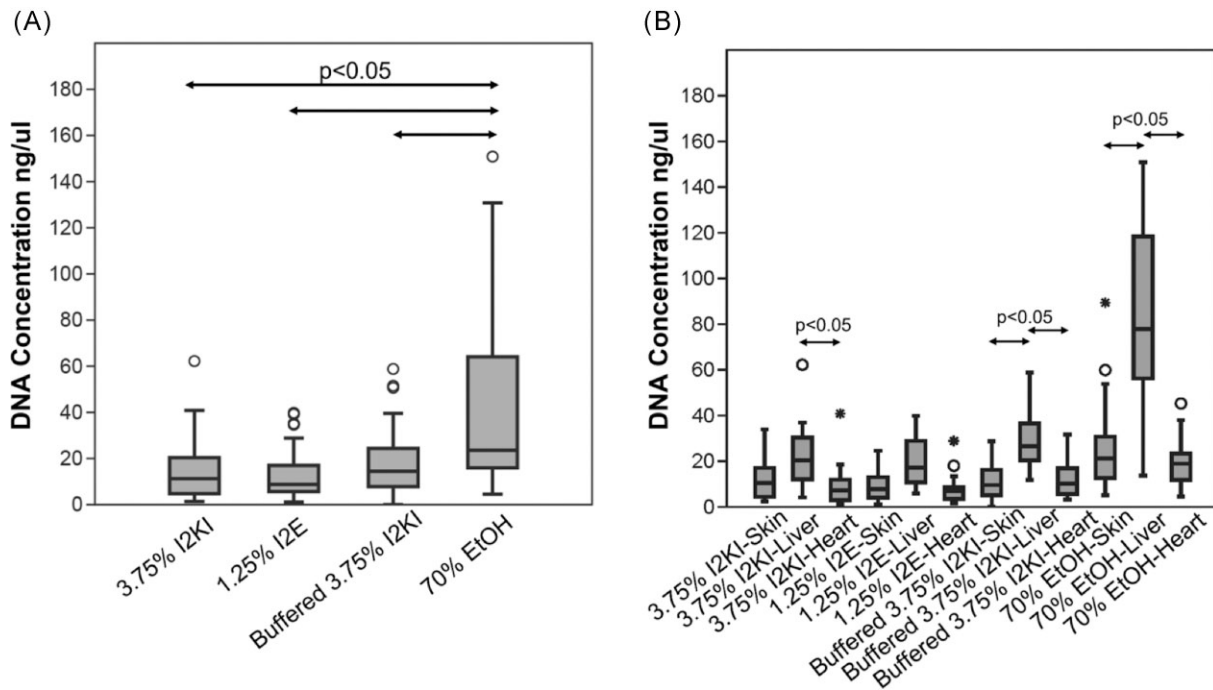 (A)
DNA Concentration ng/ul
180
160
140
120
100
80
60
40
20
0
p<0.05
3.75% I2KI
1.25% I2E
Buffered 3.75% I2KI
70% EtOH
(B)
DNA Concentration ng/ul
180
160
140
120
100
80
60
40
20
0
p<0.05
p<0.05
p<0.05
3.75% I2KI-Skin
3.75% I2KI-Liver
3.75% I2KI-Heart
1.25% I2E-Skin
1.25% I2E-Liver
1.25% I2E-Heart
Buffered 3.75% I2KI-Skin
Buffered 3.75% I2KI-Liver
Buffered 3.75% I2KI-Heart
70% EtOH-Skin
70% EtOH-Liver
70% EtOH-Heart